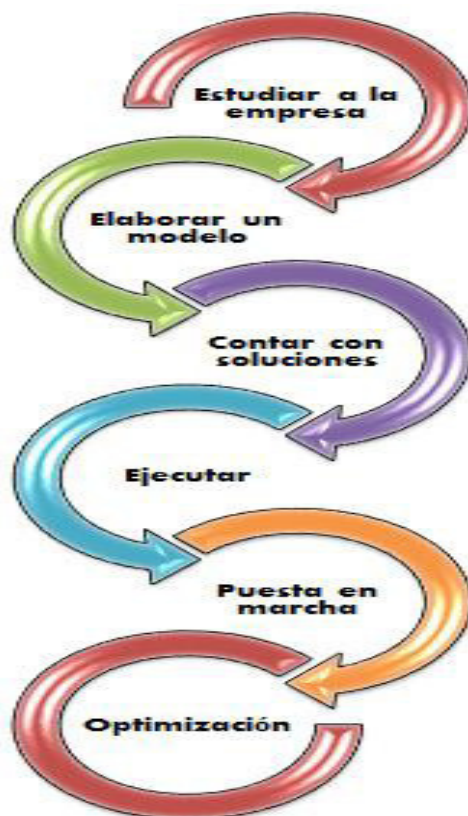 Estudiar a la
empresa
Elaborar un
modelo
Contar con
soluciones
Ejecutar
Puesta en
marcha
Optimización